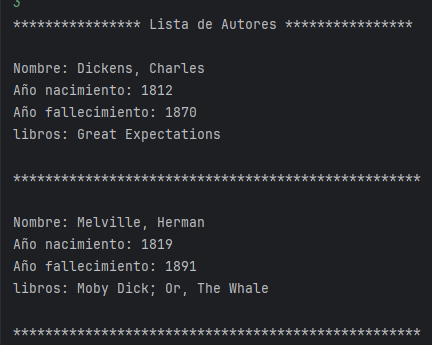 3
**************** Lista de Autores ****************
Nombre: Dickens, Charles
Año nacimiento: 1812
Año fallecimiento: 1870
libros: Great Expectations
***************************************************
Nombre: Melville, Herman
Año nacimiento: 1819
Año fallecimiento: 1891
libros: Moby Dick; Or, The Whale
***************************************************